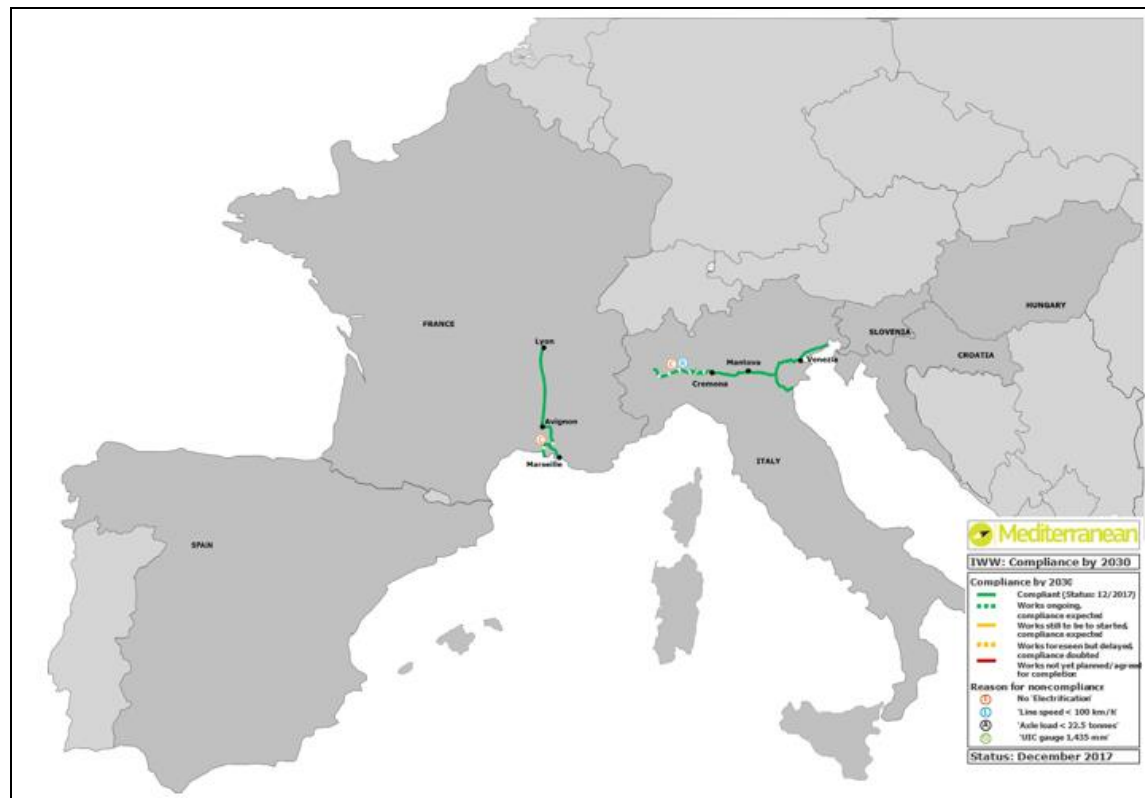 FRANCE
Lyon
Avignon
Marseille
SPAIN
Cremona
Mantova
Venezia
ITALY
SLOVENIA
CROATIA
HUNGARY
Mediterranean
IWW: Compliance by 2030
Compliance by 2030
Compliant (Status: 12/2017)
Works ongoing,
compliance expected
Works still to be to started,
compliance expected
Works foreseen but delayed,
compliance doubted
Works not yet planned/agreed
for completion
Reason for non-compliance
No 'Electrification'
'Line speed < 100 km/h'
'Axle load < 22.5 tonnes'
'UIC gauge 1,435 mm'
Status: December 2017